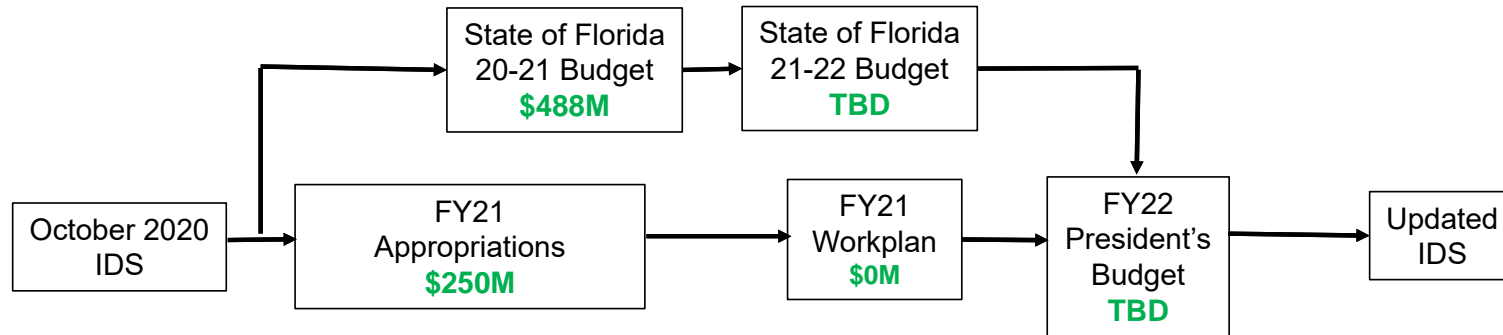 State of Florida
20-21 Budget
$488M
State of Florida
21-22 Budget
TBD
October 2020
IDS
FY21
Appropriations
$250M
FY21
Workplan
$0M
FY22
President’s
Budget
TBD
Updated
IDS